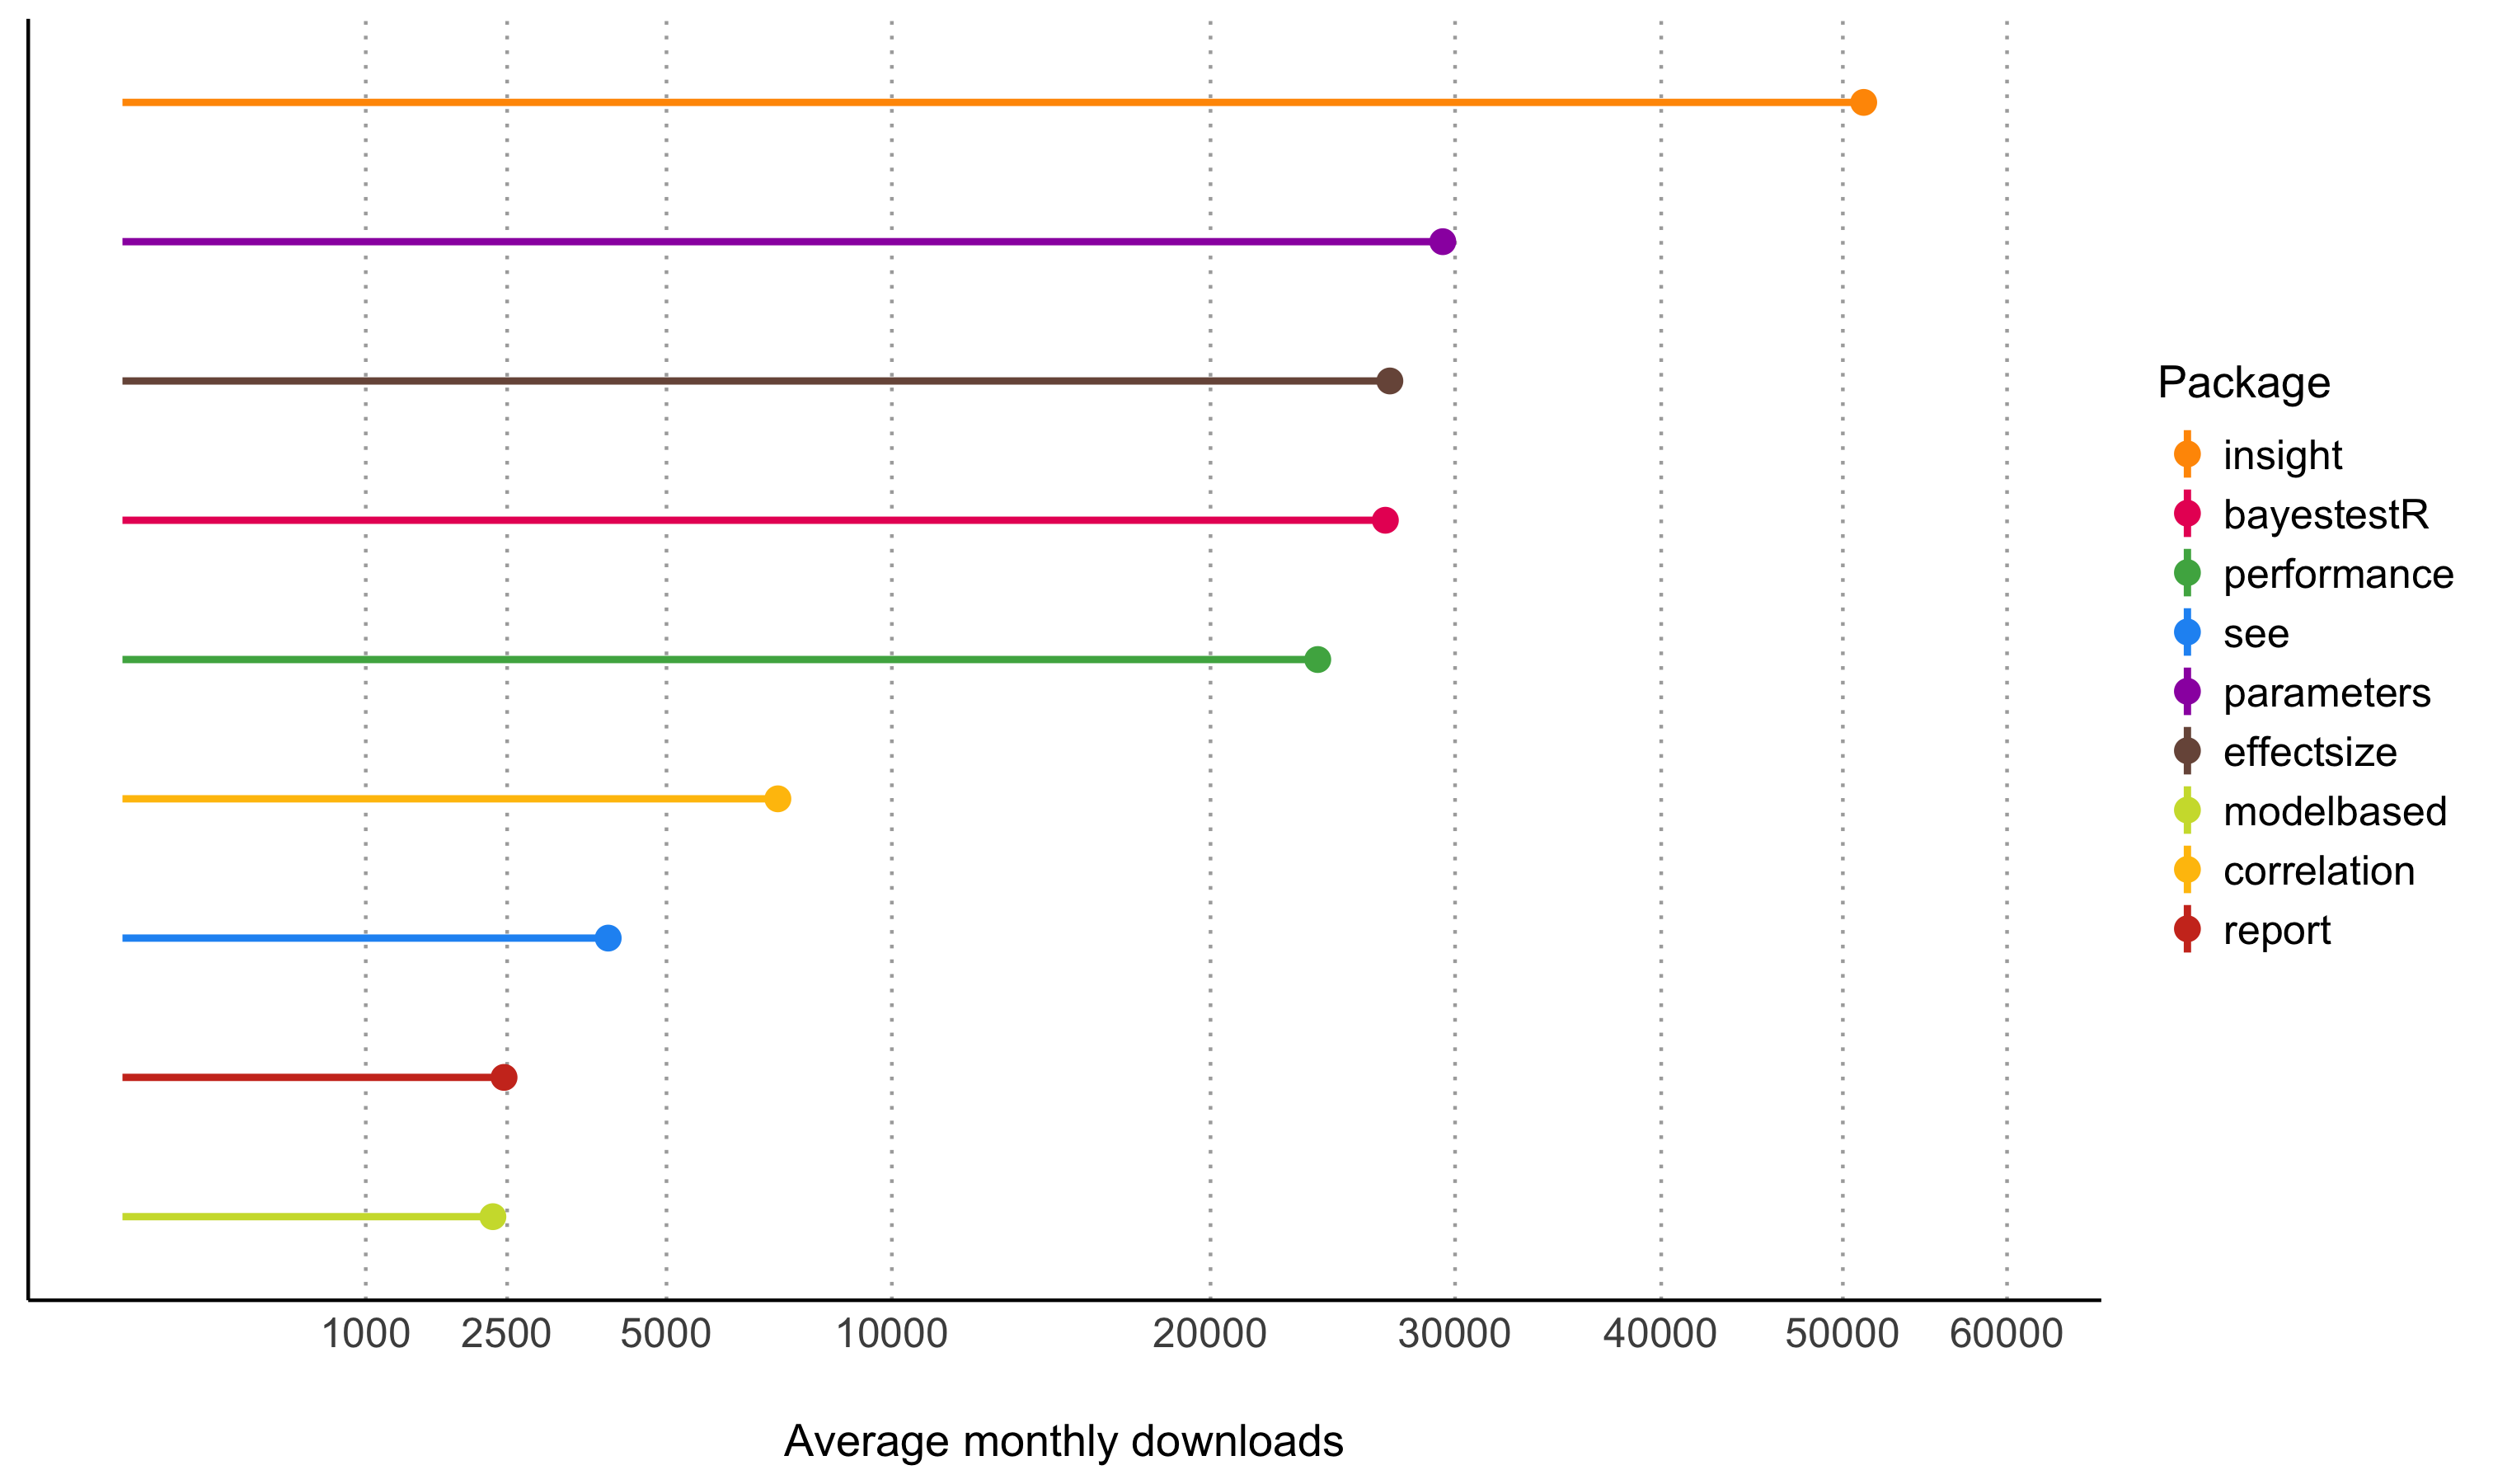 Package
insight
bayestestR
performance
see
parameters
effectsize
modelbased
correlation
report
1000 2500 5000 10000 20000 30000 40000 50000 60000
Average monthly downloads